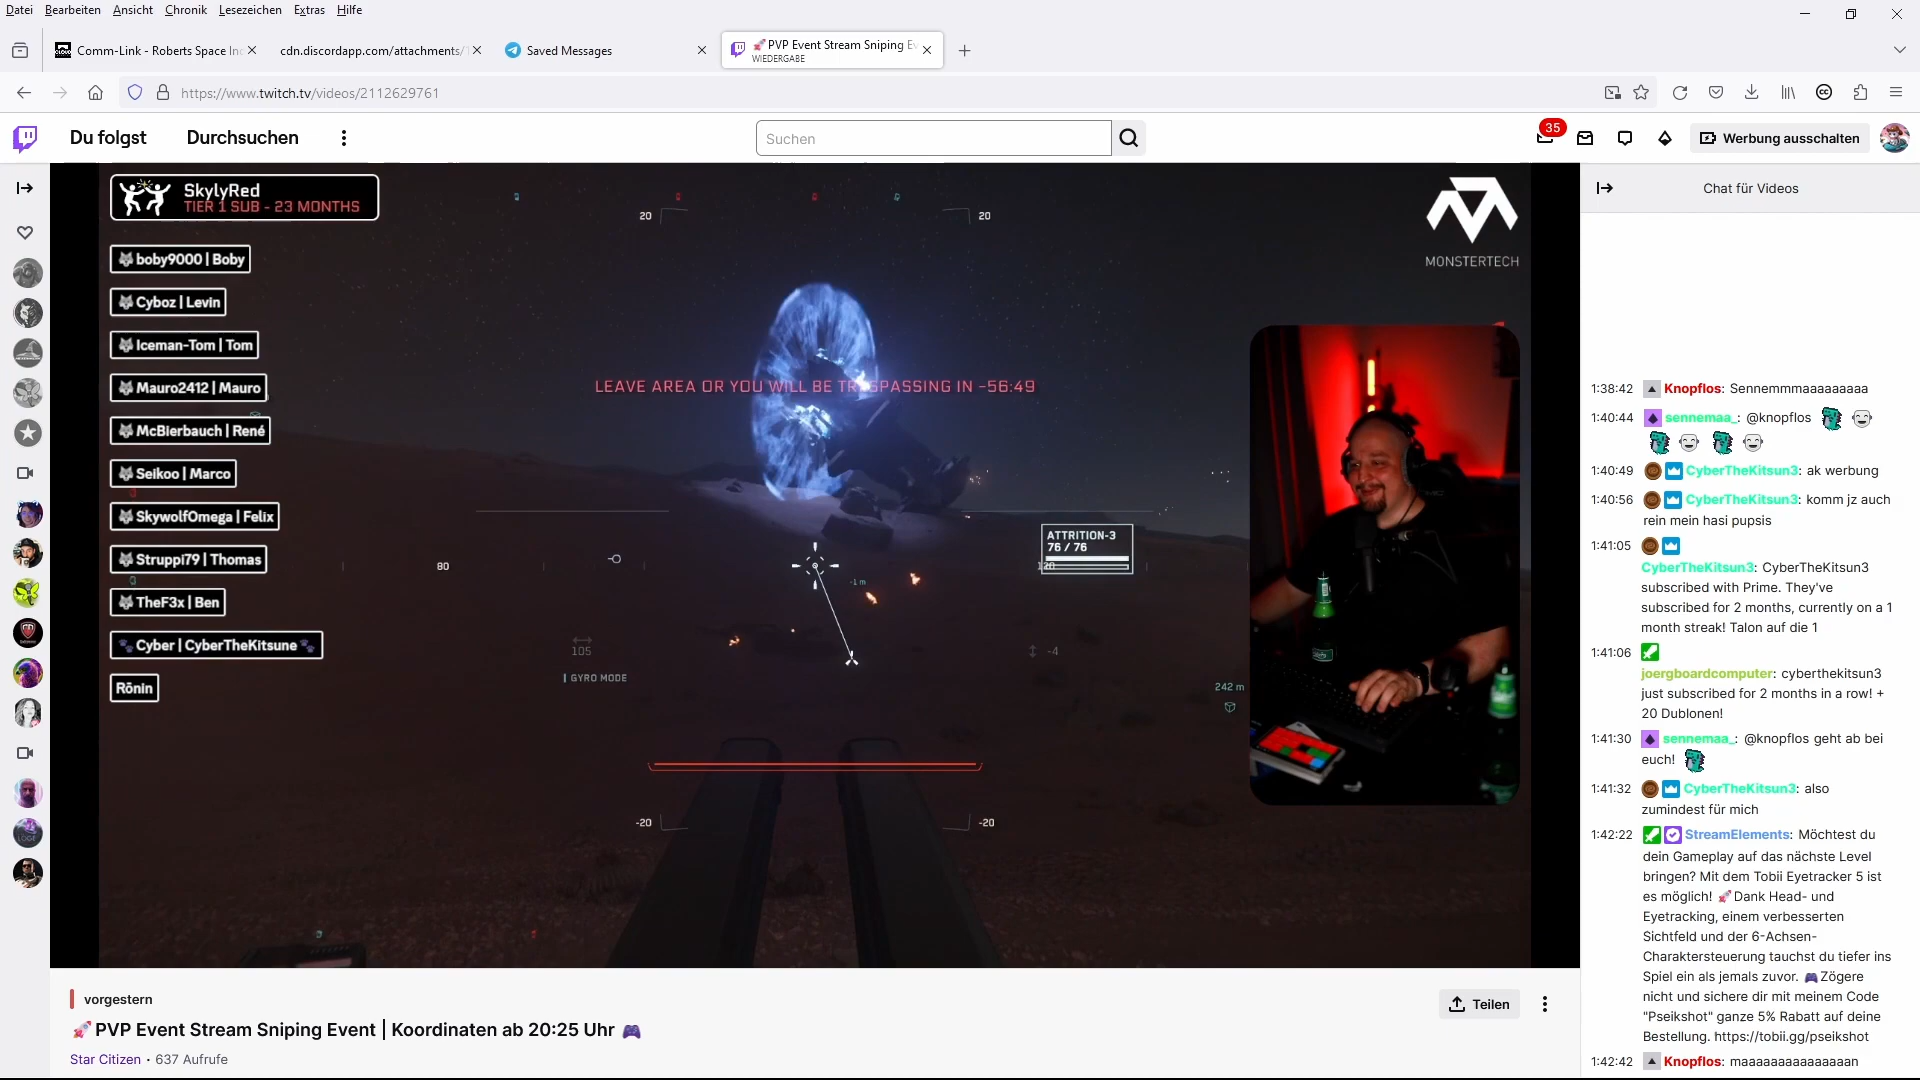 Datei Bearbeiten Ansicht Chronik Lesezeichen Extras Hilfe
Comm-Link - Roberts Space In
cdn.discordapp.com/attachments/
Saved Messages
PVP Event Stream Sniping Ev
WIEDERGABE
https://www.twitch.tv/videos/2112629761
Du folgst
Durchsuchen
Suchen
35
Werbung ausschalten
SkylyRed
TIER 1 SUB - 23 MONTHS
boby9000 | Boby
Cyboz | Levin
Iceman-Tom | Tom
Mauro2412 | Mauro
McBierbauch | René
Seikoo | Marco
SkywolfOmega | Felix
Struppi79 | Thomas
TheF3x | Ben
Cyber | CyberTheKitsune
Rōnin
20
20
MONSTERTECH
LEAVE AREA OR YOU WILL BE TRESPASSING IN -56:49
ATTRITION-3
76 / 76
80
-1 m
105
-4
GYRO MODE
242 m
-20
-20
Chat für Videos
1:38:42 Knopflos: Sennemmmaaaaaaaaa
1:40:44 sennemaa_: @knopflos
1:40:49 CyberTheKitsun3: ak werbung
1:40:56 CyberTheKitsun3: komm jz auch
rein mein hasi pupsis
1:41:05
CyberTheKitsun3: CyberTheKitsun3
subscribed with Prime. They've
subscribed for 2 months, currently on a 1
month streak! Talon auf die 1
1:41:06
joergboardcomputer: cyberthekitsun3
just subscribed for 2 months in a row! +
20 Dublonen!
1:41:30 sennemaa_: @knopflos geht ab bei
euch!
1:41:32 CyberTheKitsun3: also
zumindest für mich
1:42:22 StreamElements: Möchtest du
dein Gameplay auf das nächste Level
bringen? Mit dem Tobii Eyetracker 5 ist
es möglich! 🚀Dank Head- und
Eyetracking, einem verbesserten
Sichtfeld und der 6-Achsen-
Charaktersteuerung tauchst du tiefer ins
Spiel ein als jemals zuvor. 🎮Zögere
nicht und sichere dir mit meinem Code
"Pseikshot" ganze 5% Rabatt auf deine
Bestellung. https://tobii.gg/pseikshot
1:42:42 Knopflos: maaaaaaaaaaaaaaan
vorgestern
🚀PVP Event Stream Sniping Event | Koordinaten ab 20:25 Uhr 🎮
Star Citizen • 637 Aufrufe
Teilen